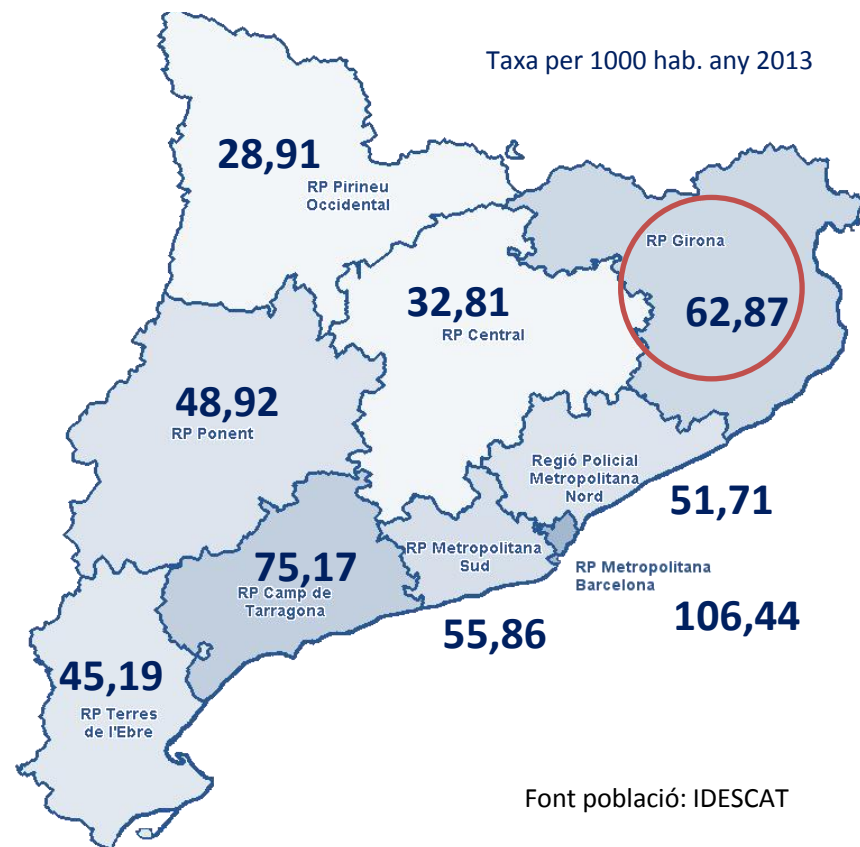 Taxa per 1000 hab. any 2013
28,91
RP Pirineu
Occidental
RP Girona
62,87
32,81
RP Central
48,92
RP Ponent
Regió Policial
Metropolitana
Nord
51,71
75,17
RP Camp de
Tarragona
RP Metropolitana
Sud
55,86
RP Metropolitana
Barcelona
106,44
45,19
RP Terres
de l'Ebre
Font població: IDESCAT